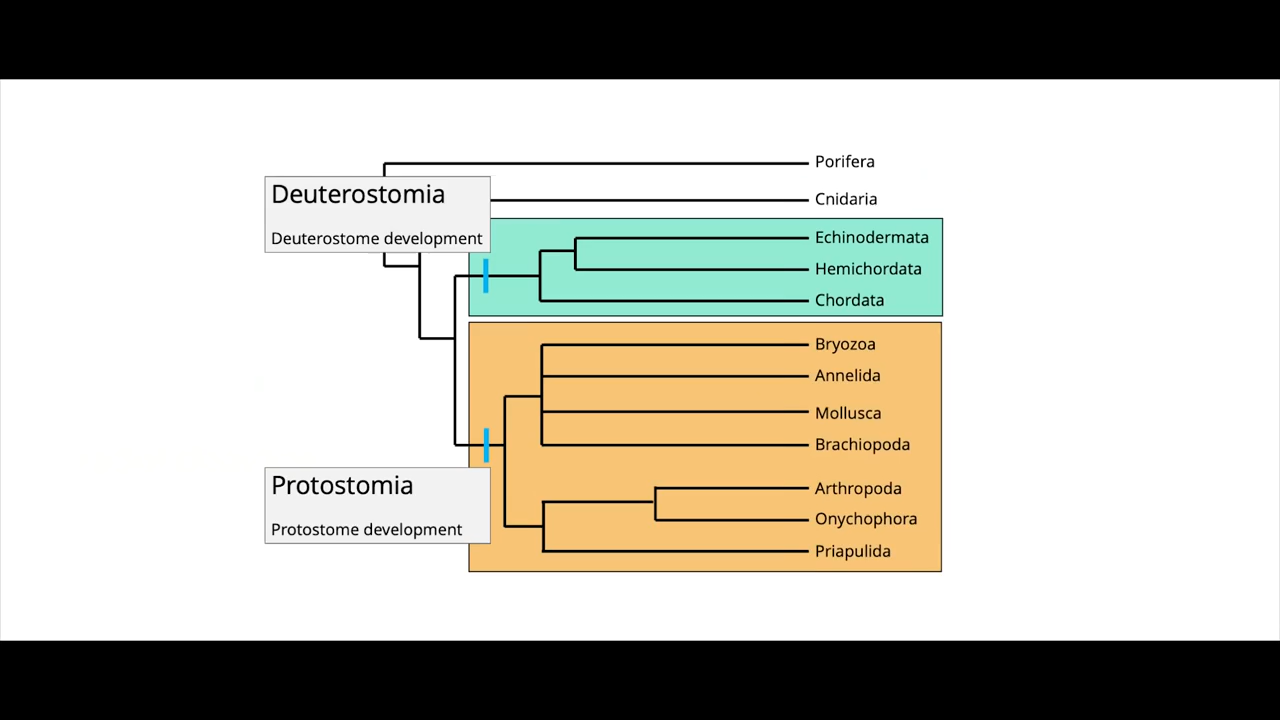 Porifera
Deuterostomia
Cnidaria
Deuterostome development
Echinodermata
Hemichordata
Chordata
Bryozoa
Annelida
Mollusca
Brachiopoda
Protostomia
Arthropoda
Onychophora
Protostome development
Priapulida